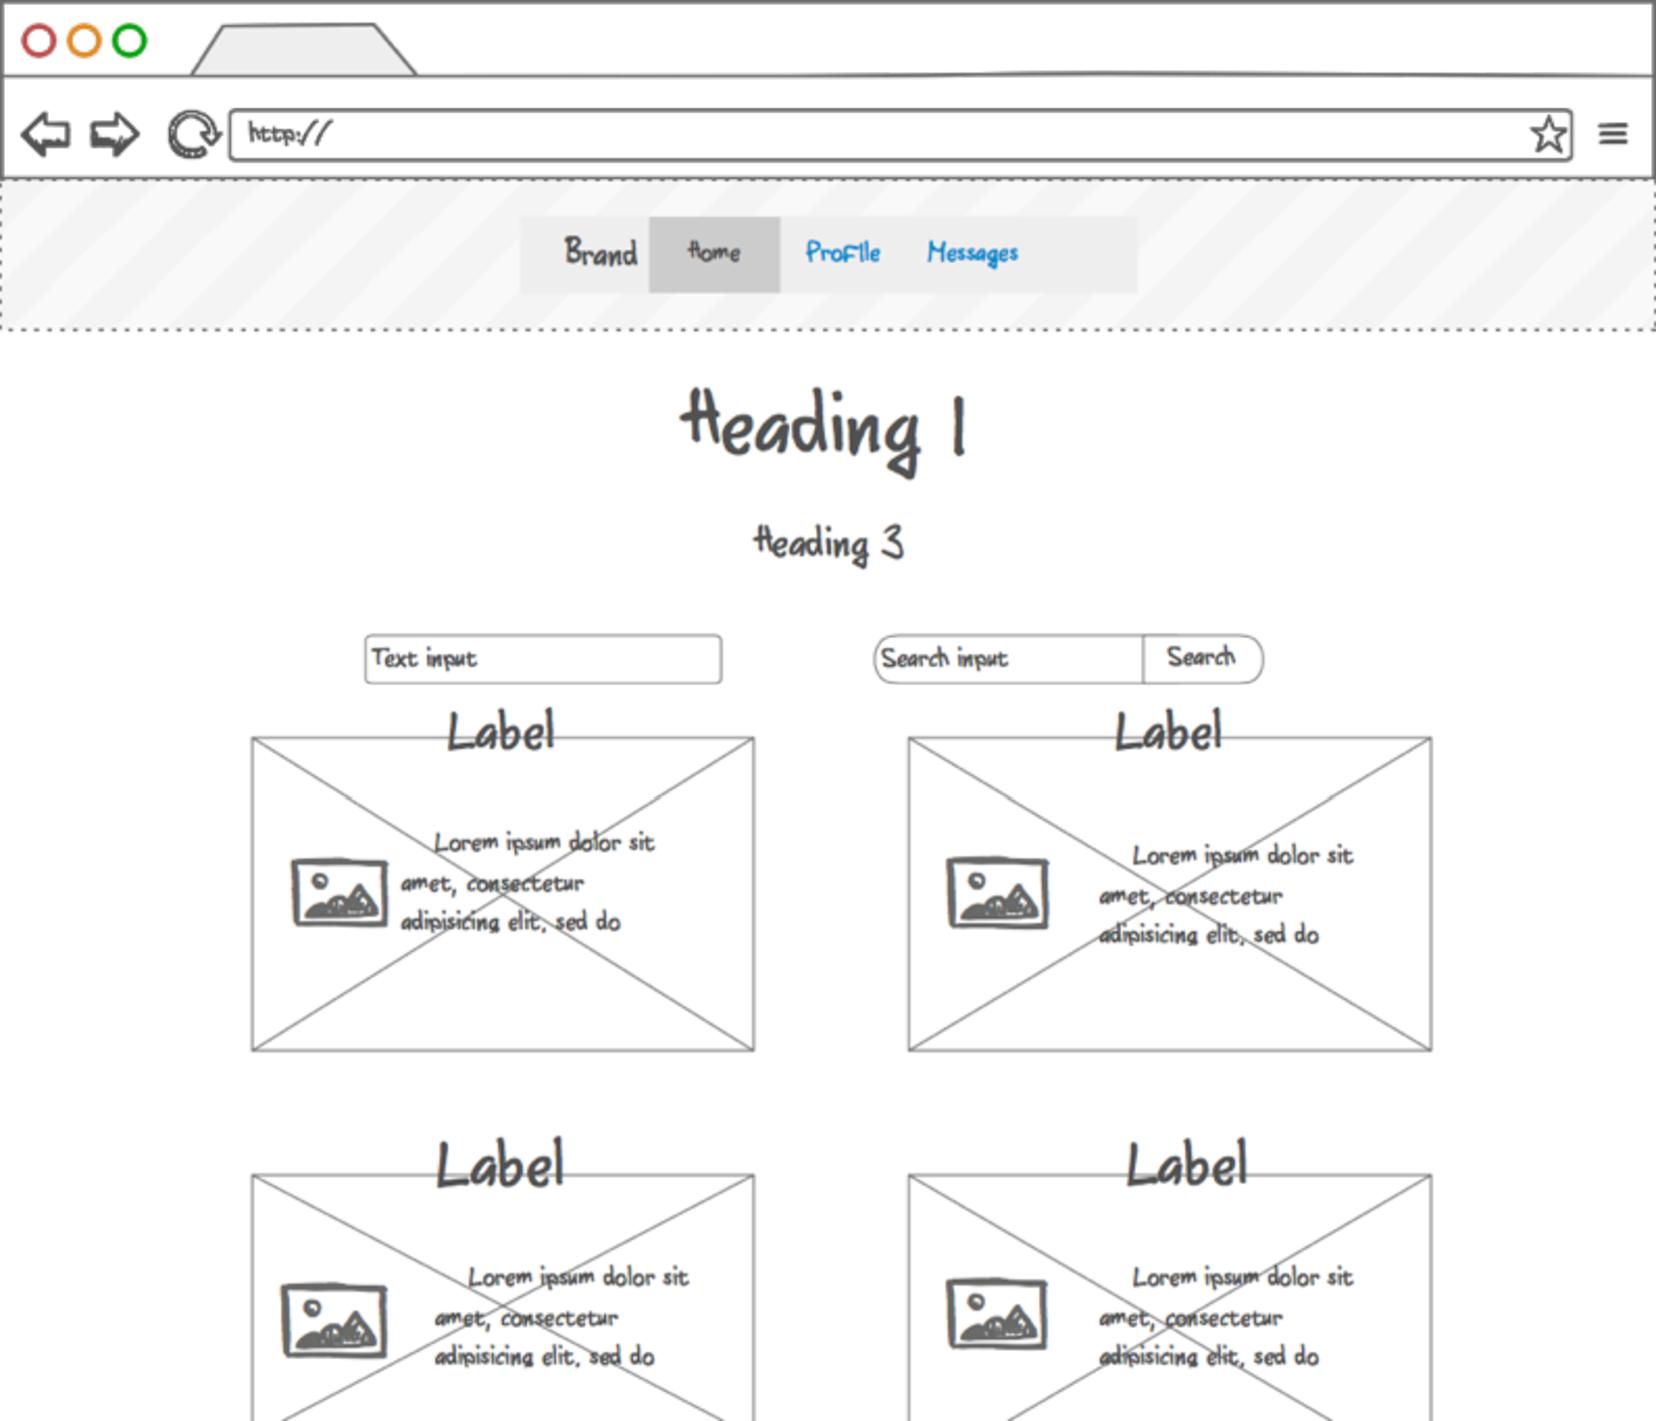 http://
Brand Home Profile Messages
Heading 1
Heading 3
Text input
Search input Search
Label
Lorem ipsum dolor sit
amet, consectetur
adipisicing elit, sed do
Label
Lorem ipsum dolor sit
amet, consectetur
adipisicing elit, sed do
Label
Lorem ipsum dolor sit
amet, consectetur
adipisicing elit, sed do
Label
Lorem ipsum dolor sit
amet, consectetur
adipisicing elit, sed do